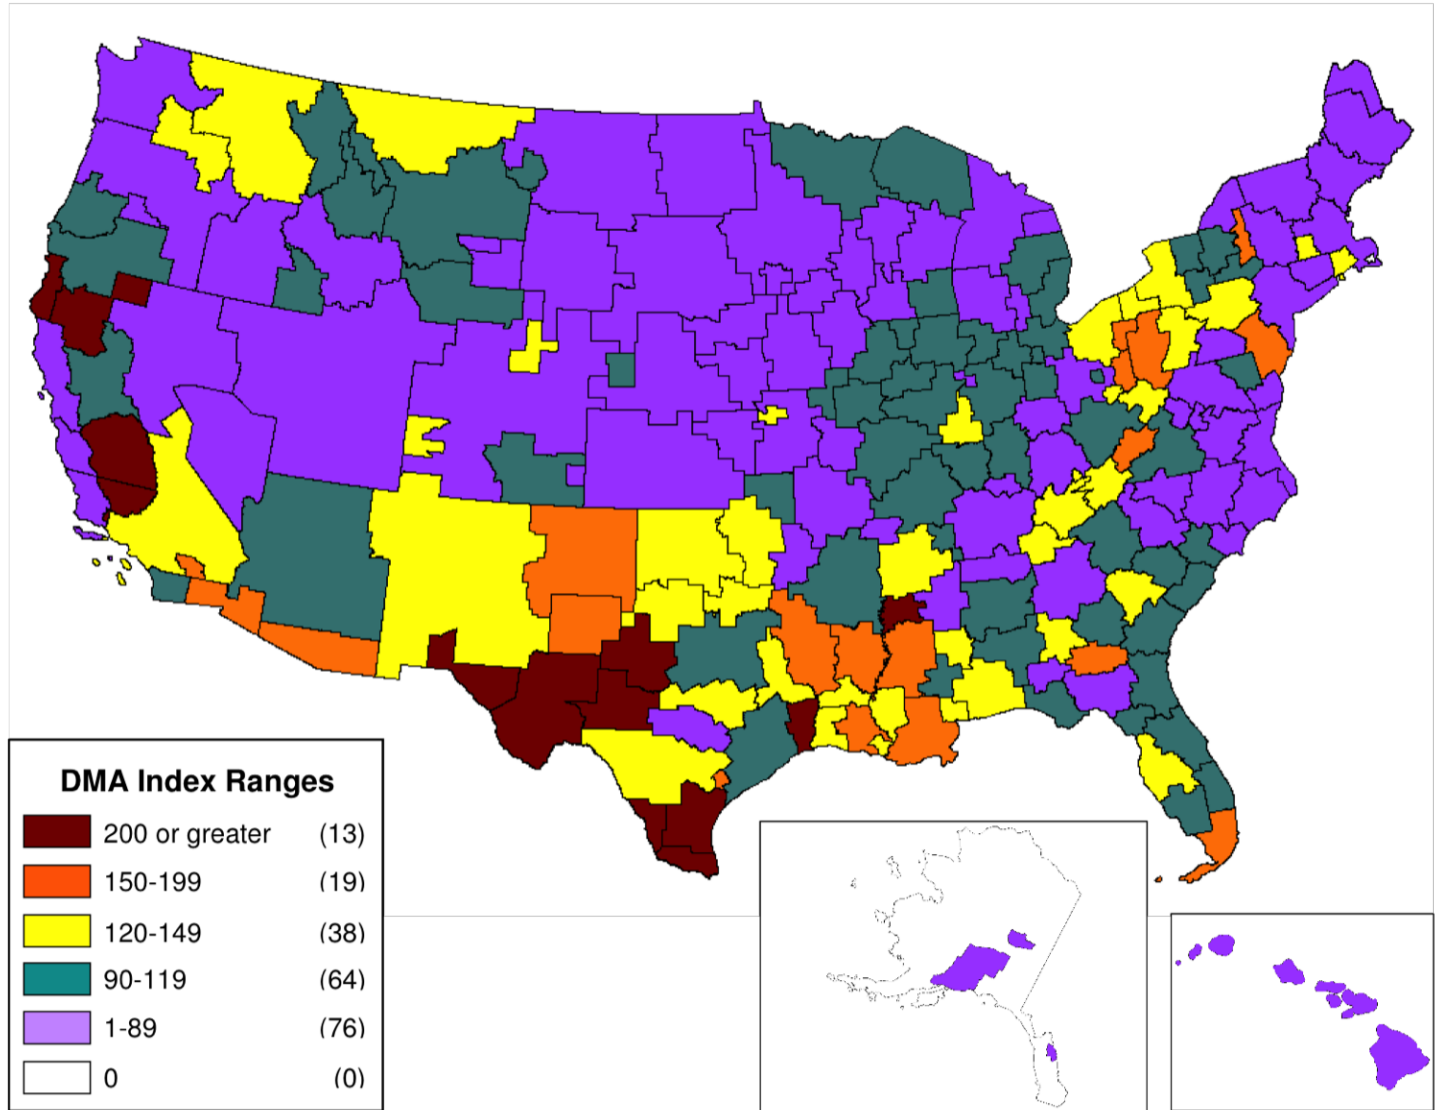 DMA Index Ranges
200 or greater (13)
150-199 (19)
120-149 (38)
90-119 (64)
1-89 (76)
0 (0)